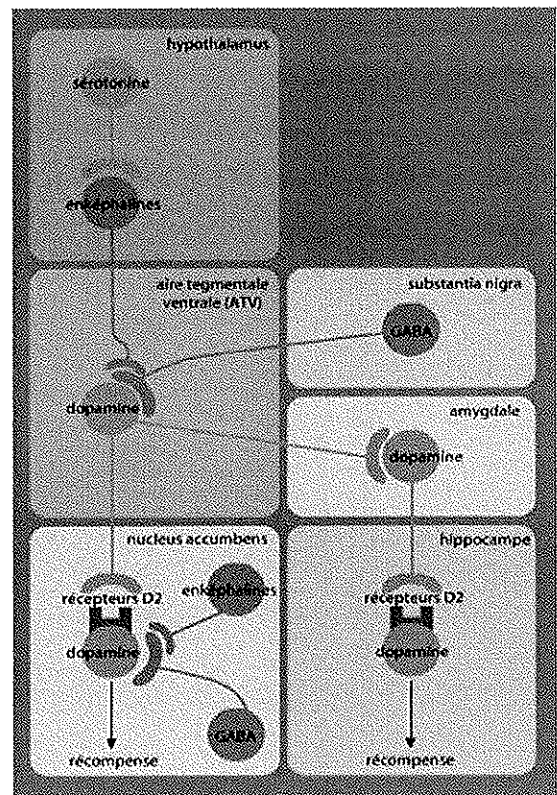 hypothalamus
sérotonine
enképhalines
aire tegmentale
ventrale (ATV)
dopamine
substantia nigra
GABA
amygdale
dopamine
nucleus accumbens
récepteurs D2
enképhalines
dopamine
GABA
récompense
hippocampe
récepteurs D2
dopamine
récompense